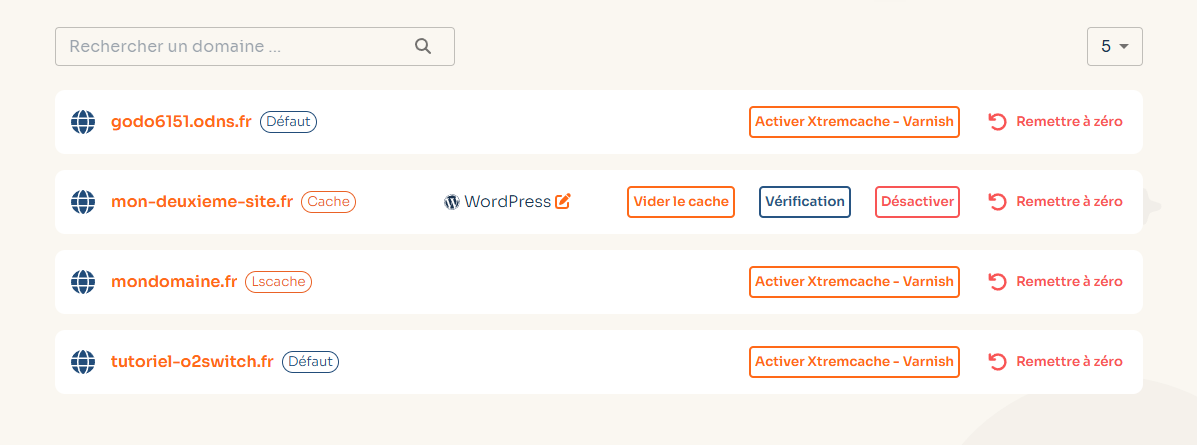 Rechercher un domaine ... 5
godo6151.odns.fr Défaut Activer Xtremcache - Varnish Remettre à zéro
mon-deuxieme-site.fr Cache WordPress Vider le cache Vérification Désactiver Remettre à zéro
mondomaine.fr Lscache Activer Xtremcache - Varnish Remettre à zéro
tutoriel-o2switch.fr Défaut Activer Xtremcache - Varnish Remettre à zéro